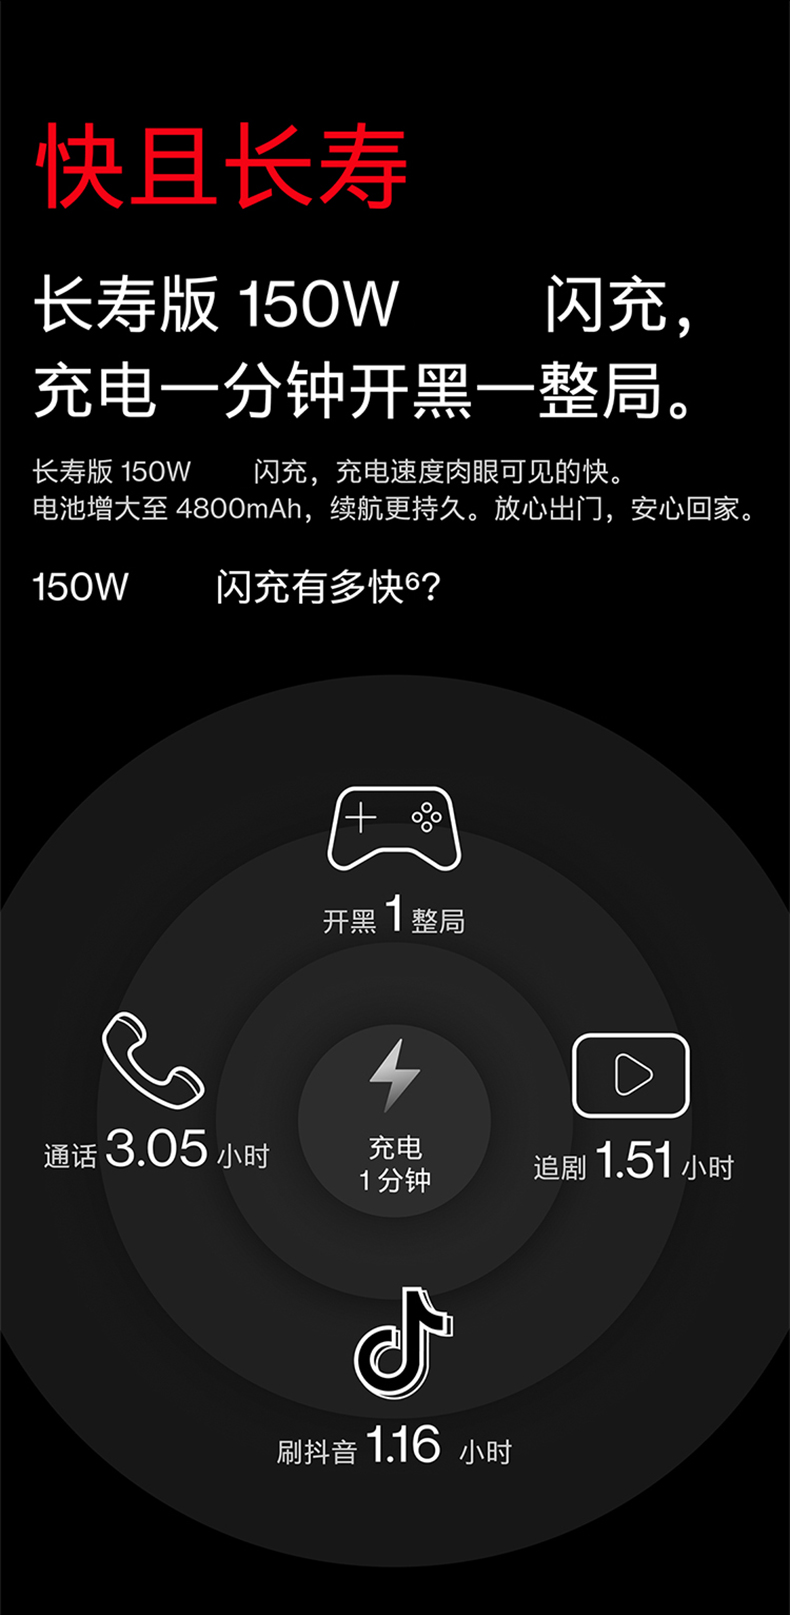 快且长寿
长寿版 150W 闪充，
充电一分钟开黑一整局。
长寿版 150W 闪充，充电速度肉眼可见的快。
电池增大至 4800mAh，续航更持久。放心出门，安心回家。
150W 闪充有多快⁶?
开黑 1 整局
通话 3.05 小时
充电
1 分钟
追剧 1.51 小时
刷抖音 1.16 小时